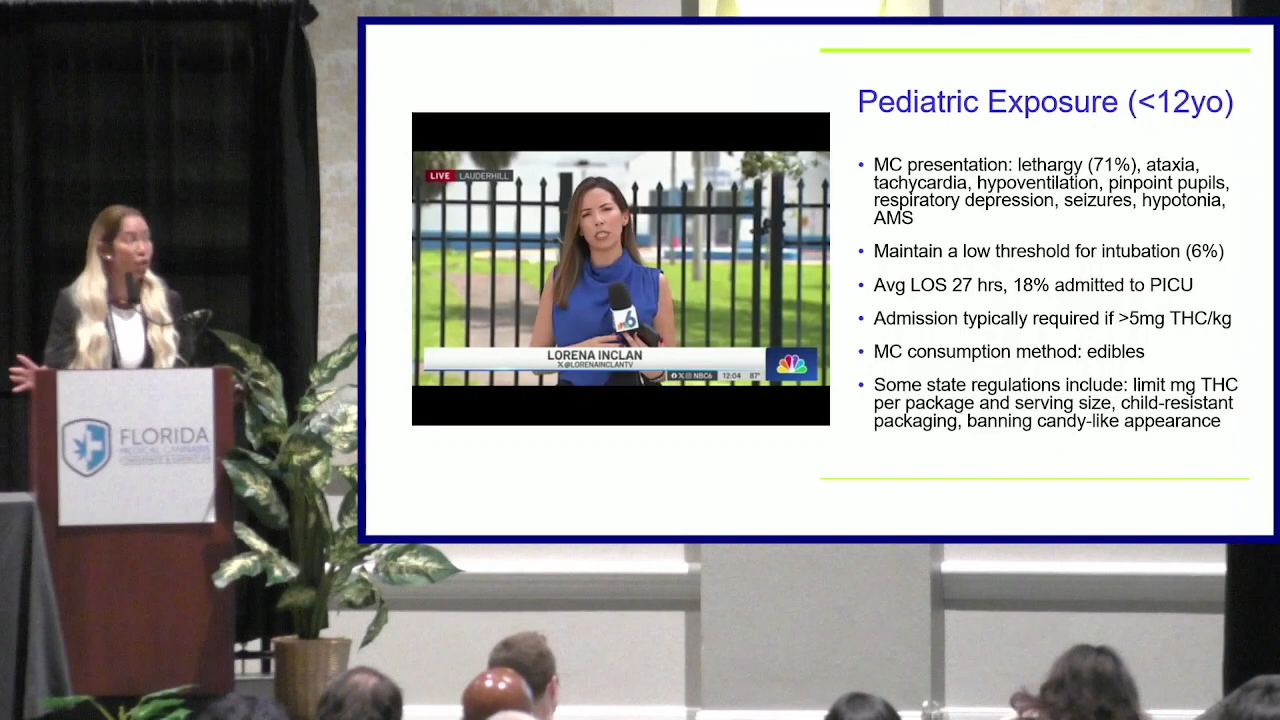 Pediatric Exposure (<12yo)
• MC presentation: lethargy (71%), ataxia,
tachycardia, hypoventilation, pinpoint pupils,
respiratory depression, seizures, hypotonia,
AMS
• Maintain a low threshold for intubation (6%)
• Avg LOS 27 hrs, 18% admitted to PICU
• Admission typically required if >5mg THC/kg
• MC consumption method: edibles
• Some state regulations include: limit mg THC
per package and serving size, child-resistant
packaging, banning candy-like appearance
LIVE LAUDERHILL
6
LORENA INCLAN
X@LORENAINCLANTV
NBC6 12:04 87°
FLORIDA
MEDICAL CANNABIS